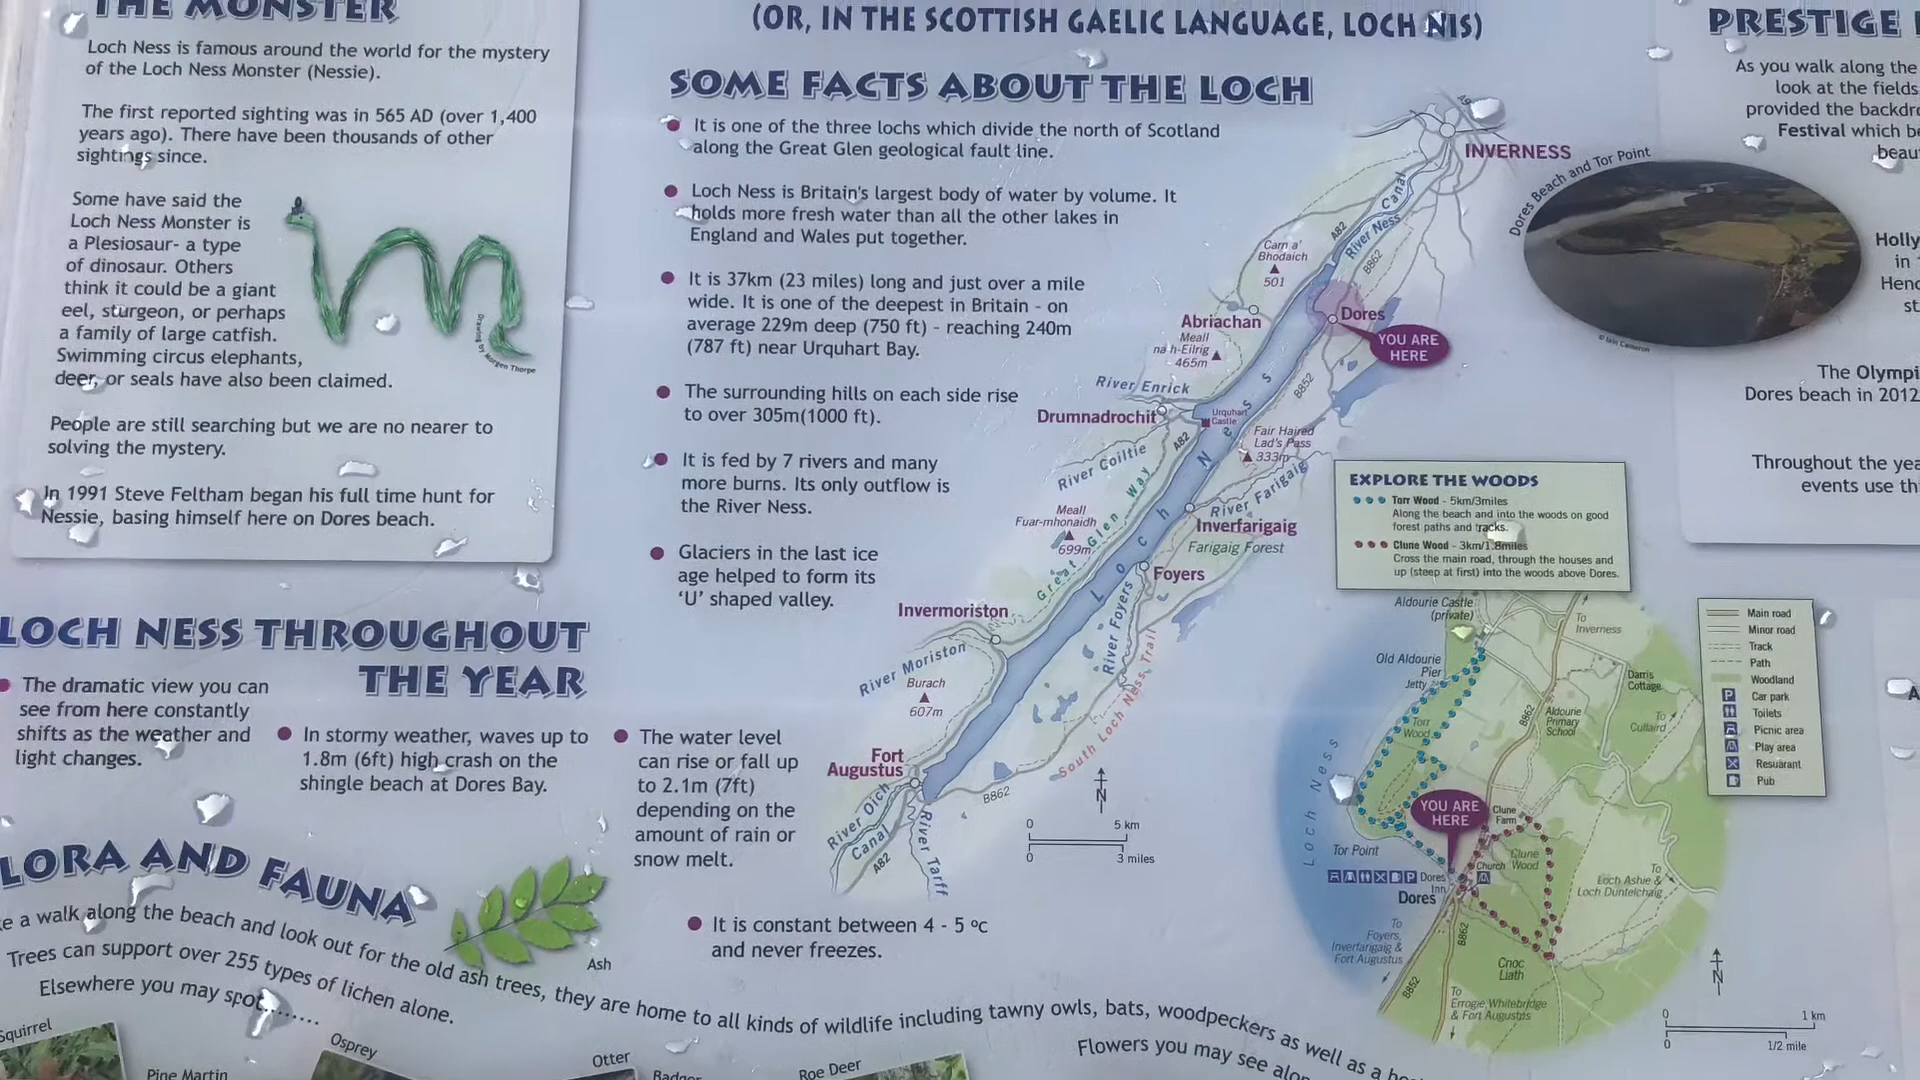 THE MONSTER
Loch Ness is famous around the world for the mystery
of the Loch Ness Monster (Nessie).
The first reported sighting was in 565 AD (over 1,400
years ago). There have been thousands of other
sightings since.
Some have said the
Loch Ness Monster is
a Plesiosaur- a type
of dinosaur. Others
think it could be a giant
eel, sturgeon, or perhaps
a family of large catfish.
Swimming circus elephants,
deer, or seals have also been claimed.
Drawing by Morgen Thorpe
People are still searching but we are no nearer to
solving the mystery.
In 1991 Steve Feltham began his full time hunt for
Nessie, basing himself here on Dores beach.
LOCH NESS THROUGHOUT
THE YEAR
The dramatic view you can
see from here constantly
shifts as the weather and
light changes.
In stormy weather, waves up to
1.8m (6ft) high crash on the
shingle beach at Dores Bay.
The water level
can rise or fall up
to 2.1m (7ft)
depending on the
amount of rain or
snow melt.
It is constant between 4 - 5 ºc
and never freezes.
(OR, IN THE SCOTTISH GAELIC LANGUAGE, LOCH NIS)
SOME FACTS ABOUT THE LOCH
It is one of the three lochs which divide the north of Scotland
along the Great Glen geological fault line.
Loch Ness is Britain's largest body of water by volume. It
holds more fresh water than all the other lakes in
England and Wales put together.
It is 37km (23 miles) long and just over a mile
wide. It is one of the deepest in Britain - on
average 229m deep (750 ft) - reaching 240m
(787 ft) near Urquhart Bay.
The surrounding hills on each side rise
to over 305m(1000 ft).
It is fed by 7 rivers and many
more burns. Its only outflow is
the River Ness.
Glaciers in the last ice
age helped to form its
'U' shaped valley.
A9
INVERNESS
Canal
River Ness
A82
B862
Carn a'
Bhodaich
501
Abriachan
Dores
YOU ARE
HERE
Meall
na h-Eilrig
465m
River Enrick
B852
Drumnadrochit
Urquhart
Castle
A82
Fair Haired
Lad's Pass
333m
River Coiltie
River Farigaig
Great Glen Way
Loch Ness
Meall
Fuar-mhonaidh
699m
Inverfarigaig
Farigaig Forest
Foyers
River Foyers
Invermoriston
River Moriston
Burach
607m
South Loch Ness Trail
Fort
Augustus
B862
River Oich
Canal
A82
River Tarff
N
0 5 km
0 3 miles
PRESTIGE
As you walk along the
look at the fields
provided the backdro
Festival which be
beau
Dores Beach and Tor Point
© Iain Cameron
Holly
in
Henc
st
The Olympi
Dores beach in 2012
Throughout the yea
events use th
EXPLORE THE WOODS
Torr Wood - 5km/3miles
Along the beach and into the woods on good
forest paths and tracks.
Clune Wood - 3km/1.8miles
Cross the main road, through the houses and
up (steep at first) into the woods above Dores.
Aldourie Castle
(private)
To
Inverness
Old Aldourie
Pier
Jetty
Darris
Cottage
Torr
Wood
B862
Aldourie
Primary
School
To
Cullaird
Loch Ness
YOU ARE
HERE
Clune
Farm
Tor Point
Church
Clune
Wood
P
Dores
Inn
Dores
To
Loch Ashie &
Loch Duntelchaig
To
Foyers,
Inverfarigaig &
Fort Augustus
B862
Cnoc
Liath
B852
To
Errogie, Whitebridge
& Fort Augustus
N
0 1 km
0 1/2 mile
Main road
Minor road
Track
Path
Woodland
P Car park
Toilets
Picnic area
Play area
Resuarant
Pub
LORA AND FAUNA
e a walk along the beach and look out for the old ash trees, they are home to all kinds of wildlife including tawny owls, bats, woodpeckers as well as a ho
Trees can support over 255 types of lichen alone.
Elsewhere you may spot........
Ash
Flowers you may see alon
Squirrel
Pine Martin
Osprey
Otter
Badger
Roe Deer